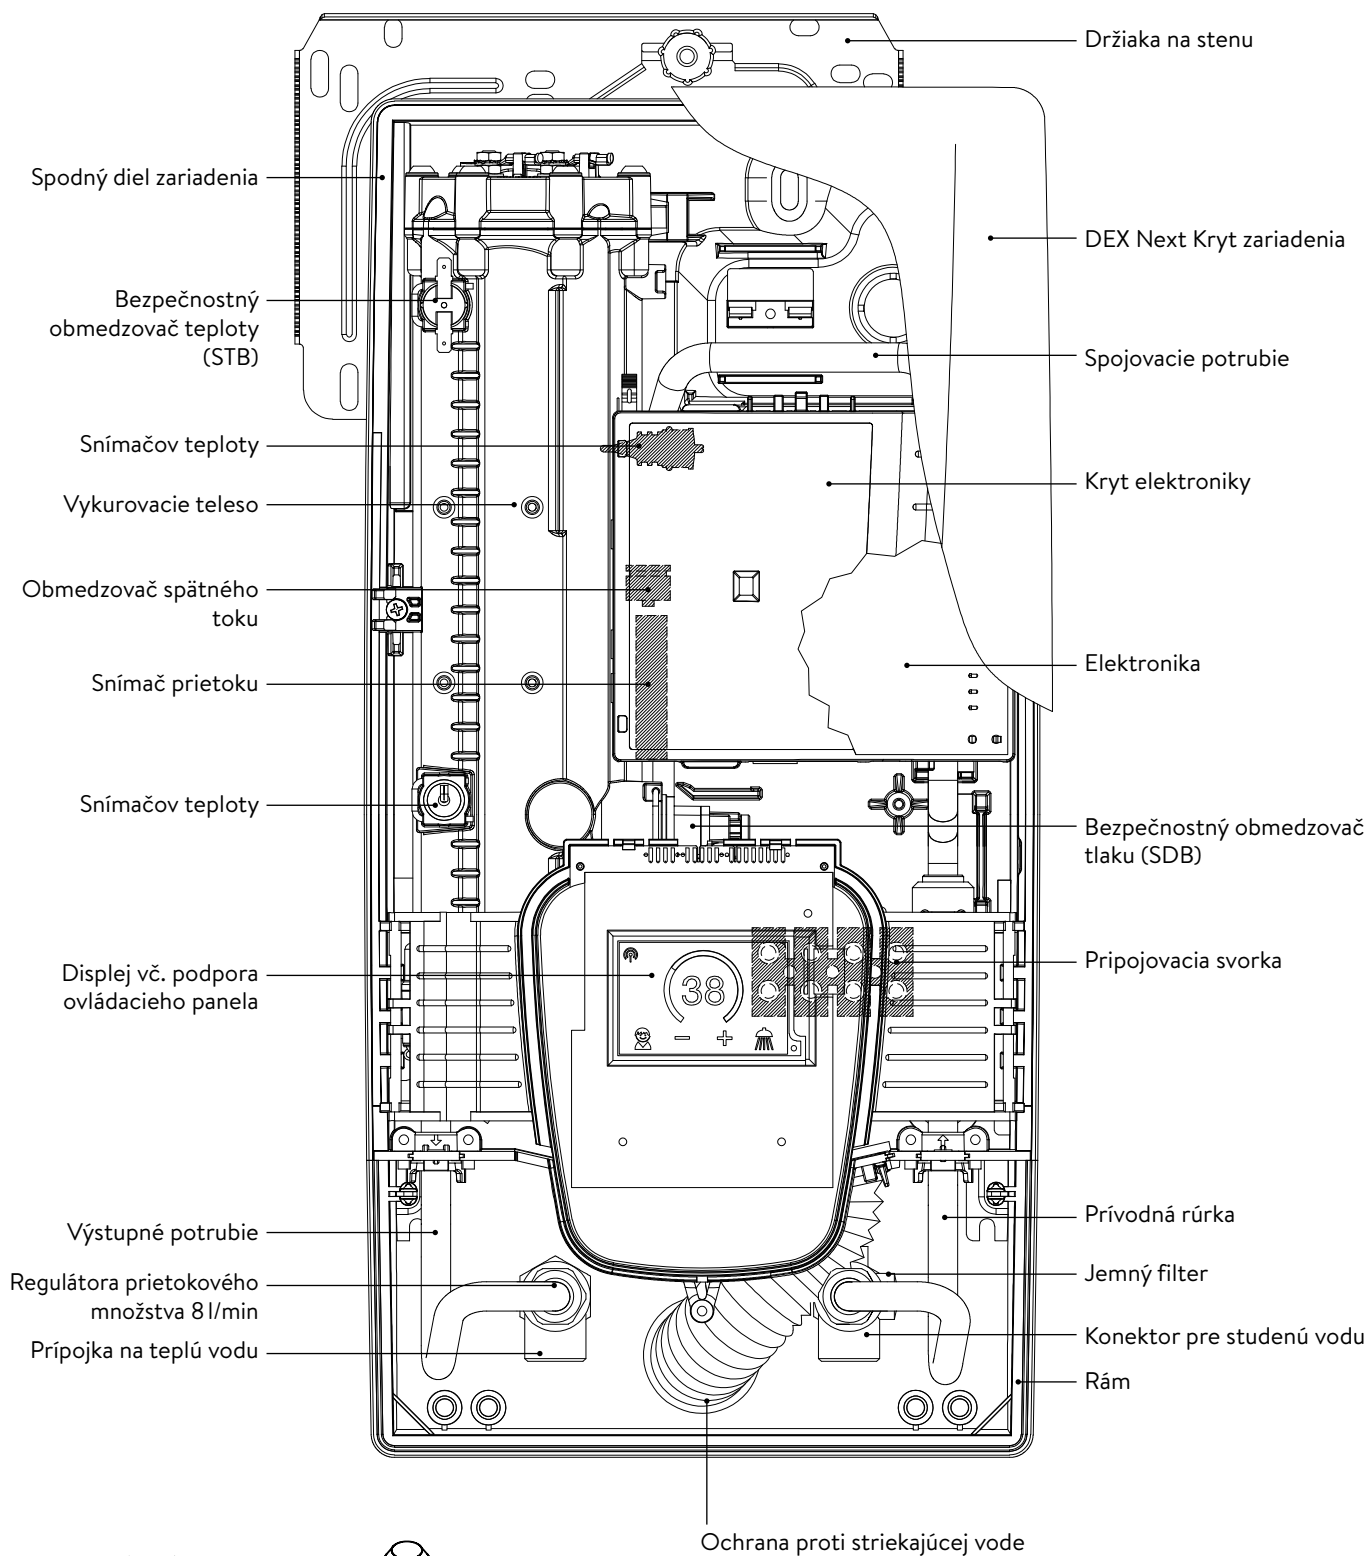 Držiaka na stenu
Spodný diel zariadenia
DEX Next Kryt zariadenia
Bezpečnostný
obmedzovač teploty
(STB)
Spojovacie potrubie
Snímačov teploty
Kryt elektroniky
Vykurovacie teleso
Obmedzovač spätného
toku
Elektronika
Snímač prietoku
Snímačov teploty
Bezpečnostný obmedzovač
tlaku (SDB)
Displej vč. podpora
ovládacieho panela
38
Pripojovacia svorka
Výstupné potrubie
Prívodná rúrka
Regulátora prietokového
množstva 8 l/min
Jemný filter
Prípojka na teplú vodu
Konektor pre studenú vodu
Rám
Ochrana proti striekajúcej vode